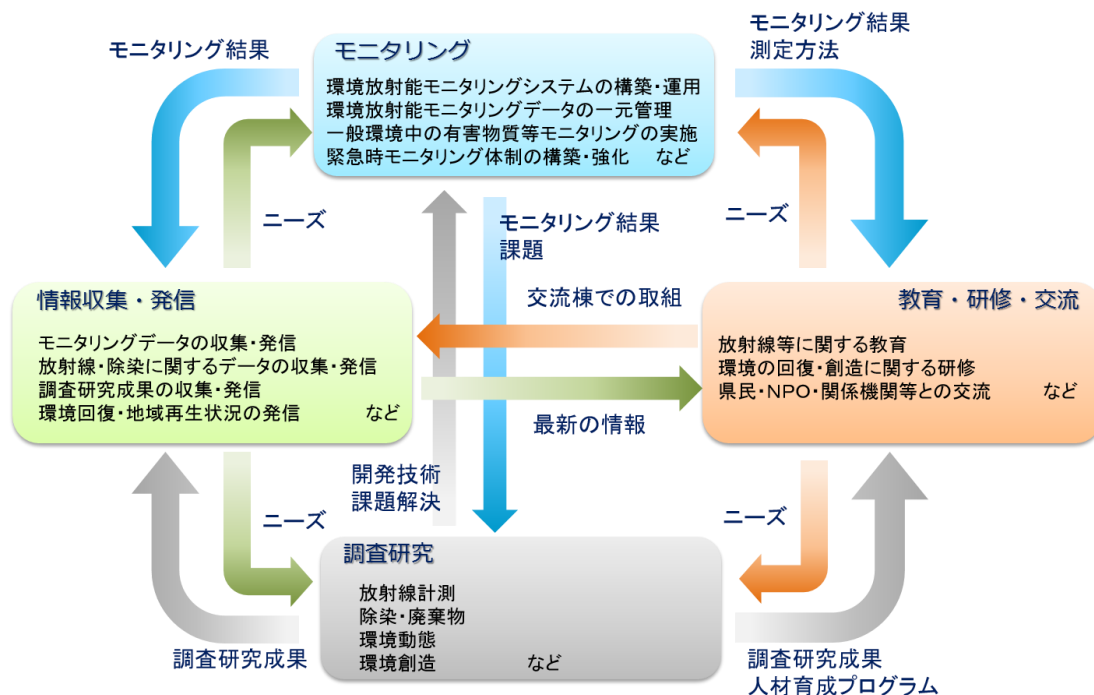 モニタリング結果
モニタリング
モニタリング結果
測定方法
環境放射能モニタリングシステムの構築・運用
環境放射能モニタリングデータの一元管理
一般環境中の有害物質等モニタリングの実施
緊急時モニタリング体制の構築・強化　など
ニーズ
モニタリング結果
課題
ニーズ
情報収集・発信
交流棟での取組
教育・研修・交流
モニタリングデータの収集・発信
放射線・除染に関するデータの収集・発信
調査研究成果の収集・発信
環境回復・地域再生状況の発信　など
放射線等に関する教育
環境の回復・創造に関する研修
県民・NPO・関係機関等との交流　など
最新の情報
開発技術
課題解決
ニーズ
ニーズ
調査研究
放射線計測
除染・廃棄物
環境動態
環境創造　など
調査研究成果
調査研究成果
人材育成プログラム